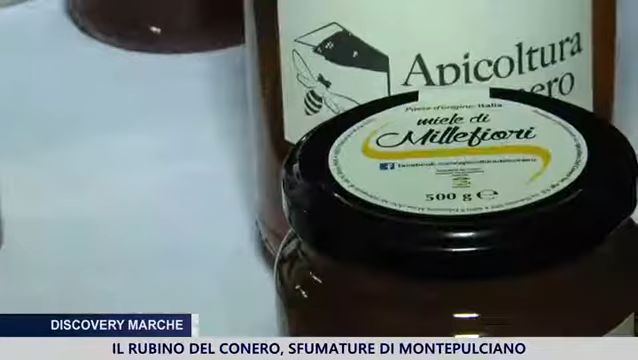 Apicoltura
Paese d'origine: Italia
miele di
Millefiori
500 g e
DISCOVERY MARCHE
IL RUBINO DEL CONERO, SFUMATURE DI MONTEPULCIANO